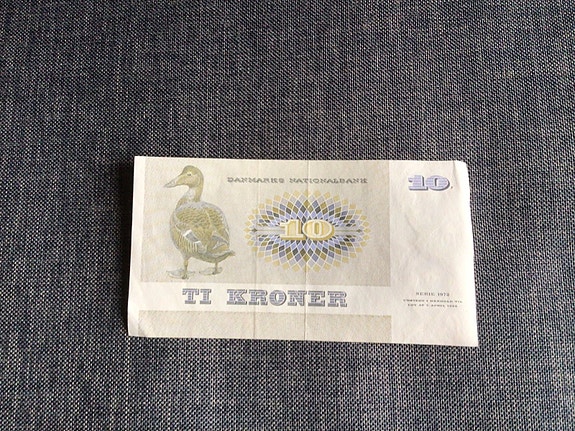 DANMARKS NATIONALBANK
10
10
TI KRONER
SERIE 1972